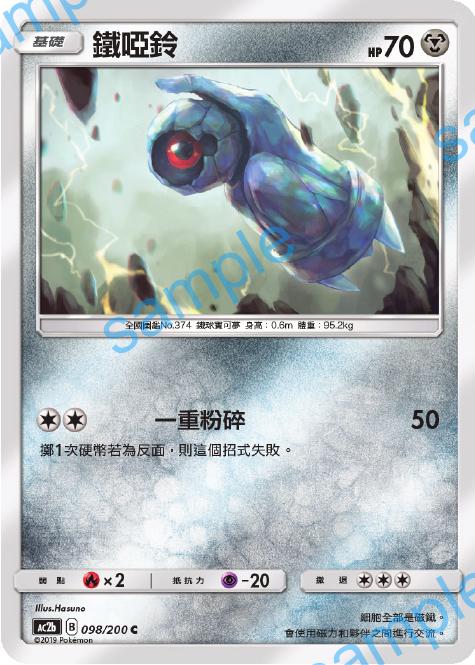 基礎 鐵啞鈴 HP70
全國圖鑑No.374 鐵球寶可夢 身高：0.6m 體重：95.2kg
一重粉碎 50
擲1次硬幣若為反面，則這個招式失敗。
弱點 ×2 抵抗力 -20 撤退
Illus.Hasuno
AC2b B 098/200 C
©2019 Pokémon
細胞全部是磁鐵。
會使用磁力和夥伴之間進行交流。
sample
sample
sample
sample
sample